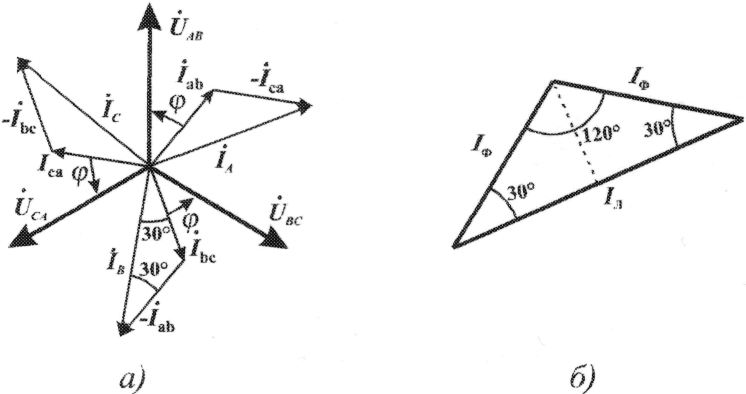 U̇AB
İab
-İca
φ
İC
-İbc
İca
φ
İA
U̇CA
U̇BC
φ
30°
İbc
İB
30°
-İab
а)
IФ
IФ
120°
30°
30°
IЛ
б)